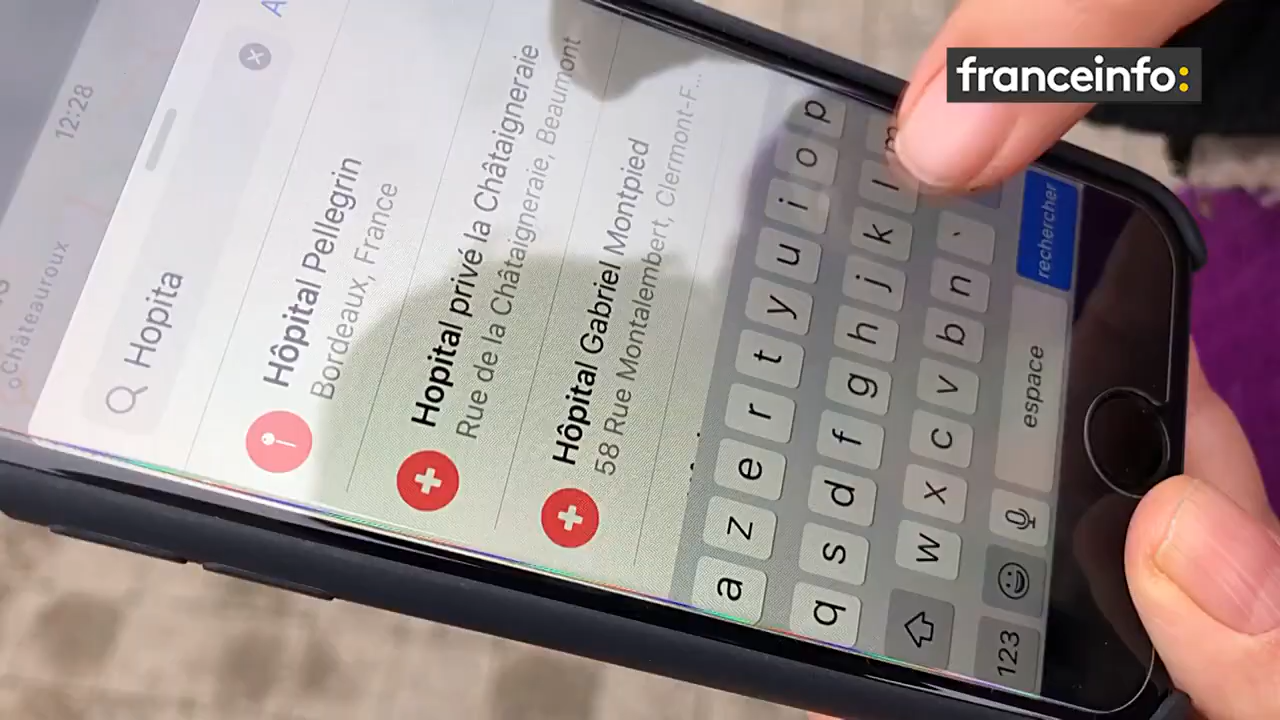 franceinfo:
12:28
Châteauroux
Hopita
Hôpital Pellegrin
Bordeaux, France
Hopital privé la Châtaigneraie
Rue de la Châtaigneraie, Beaumont
Hôpital Gabriel Montpied
58 Rue Montalembert, Clermont-F...
a z e r t y u i o p
q s d f g h j k l m
w x c v b n '
123 espace rechercher